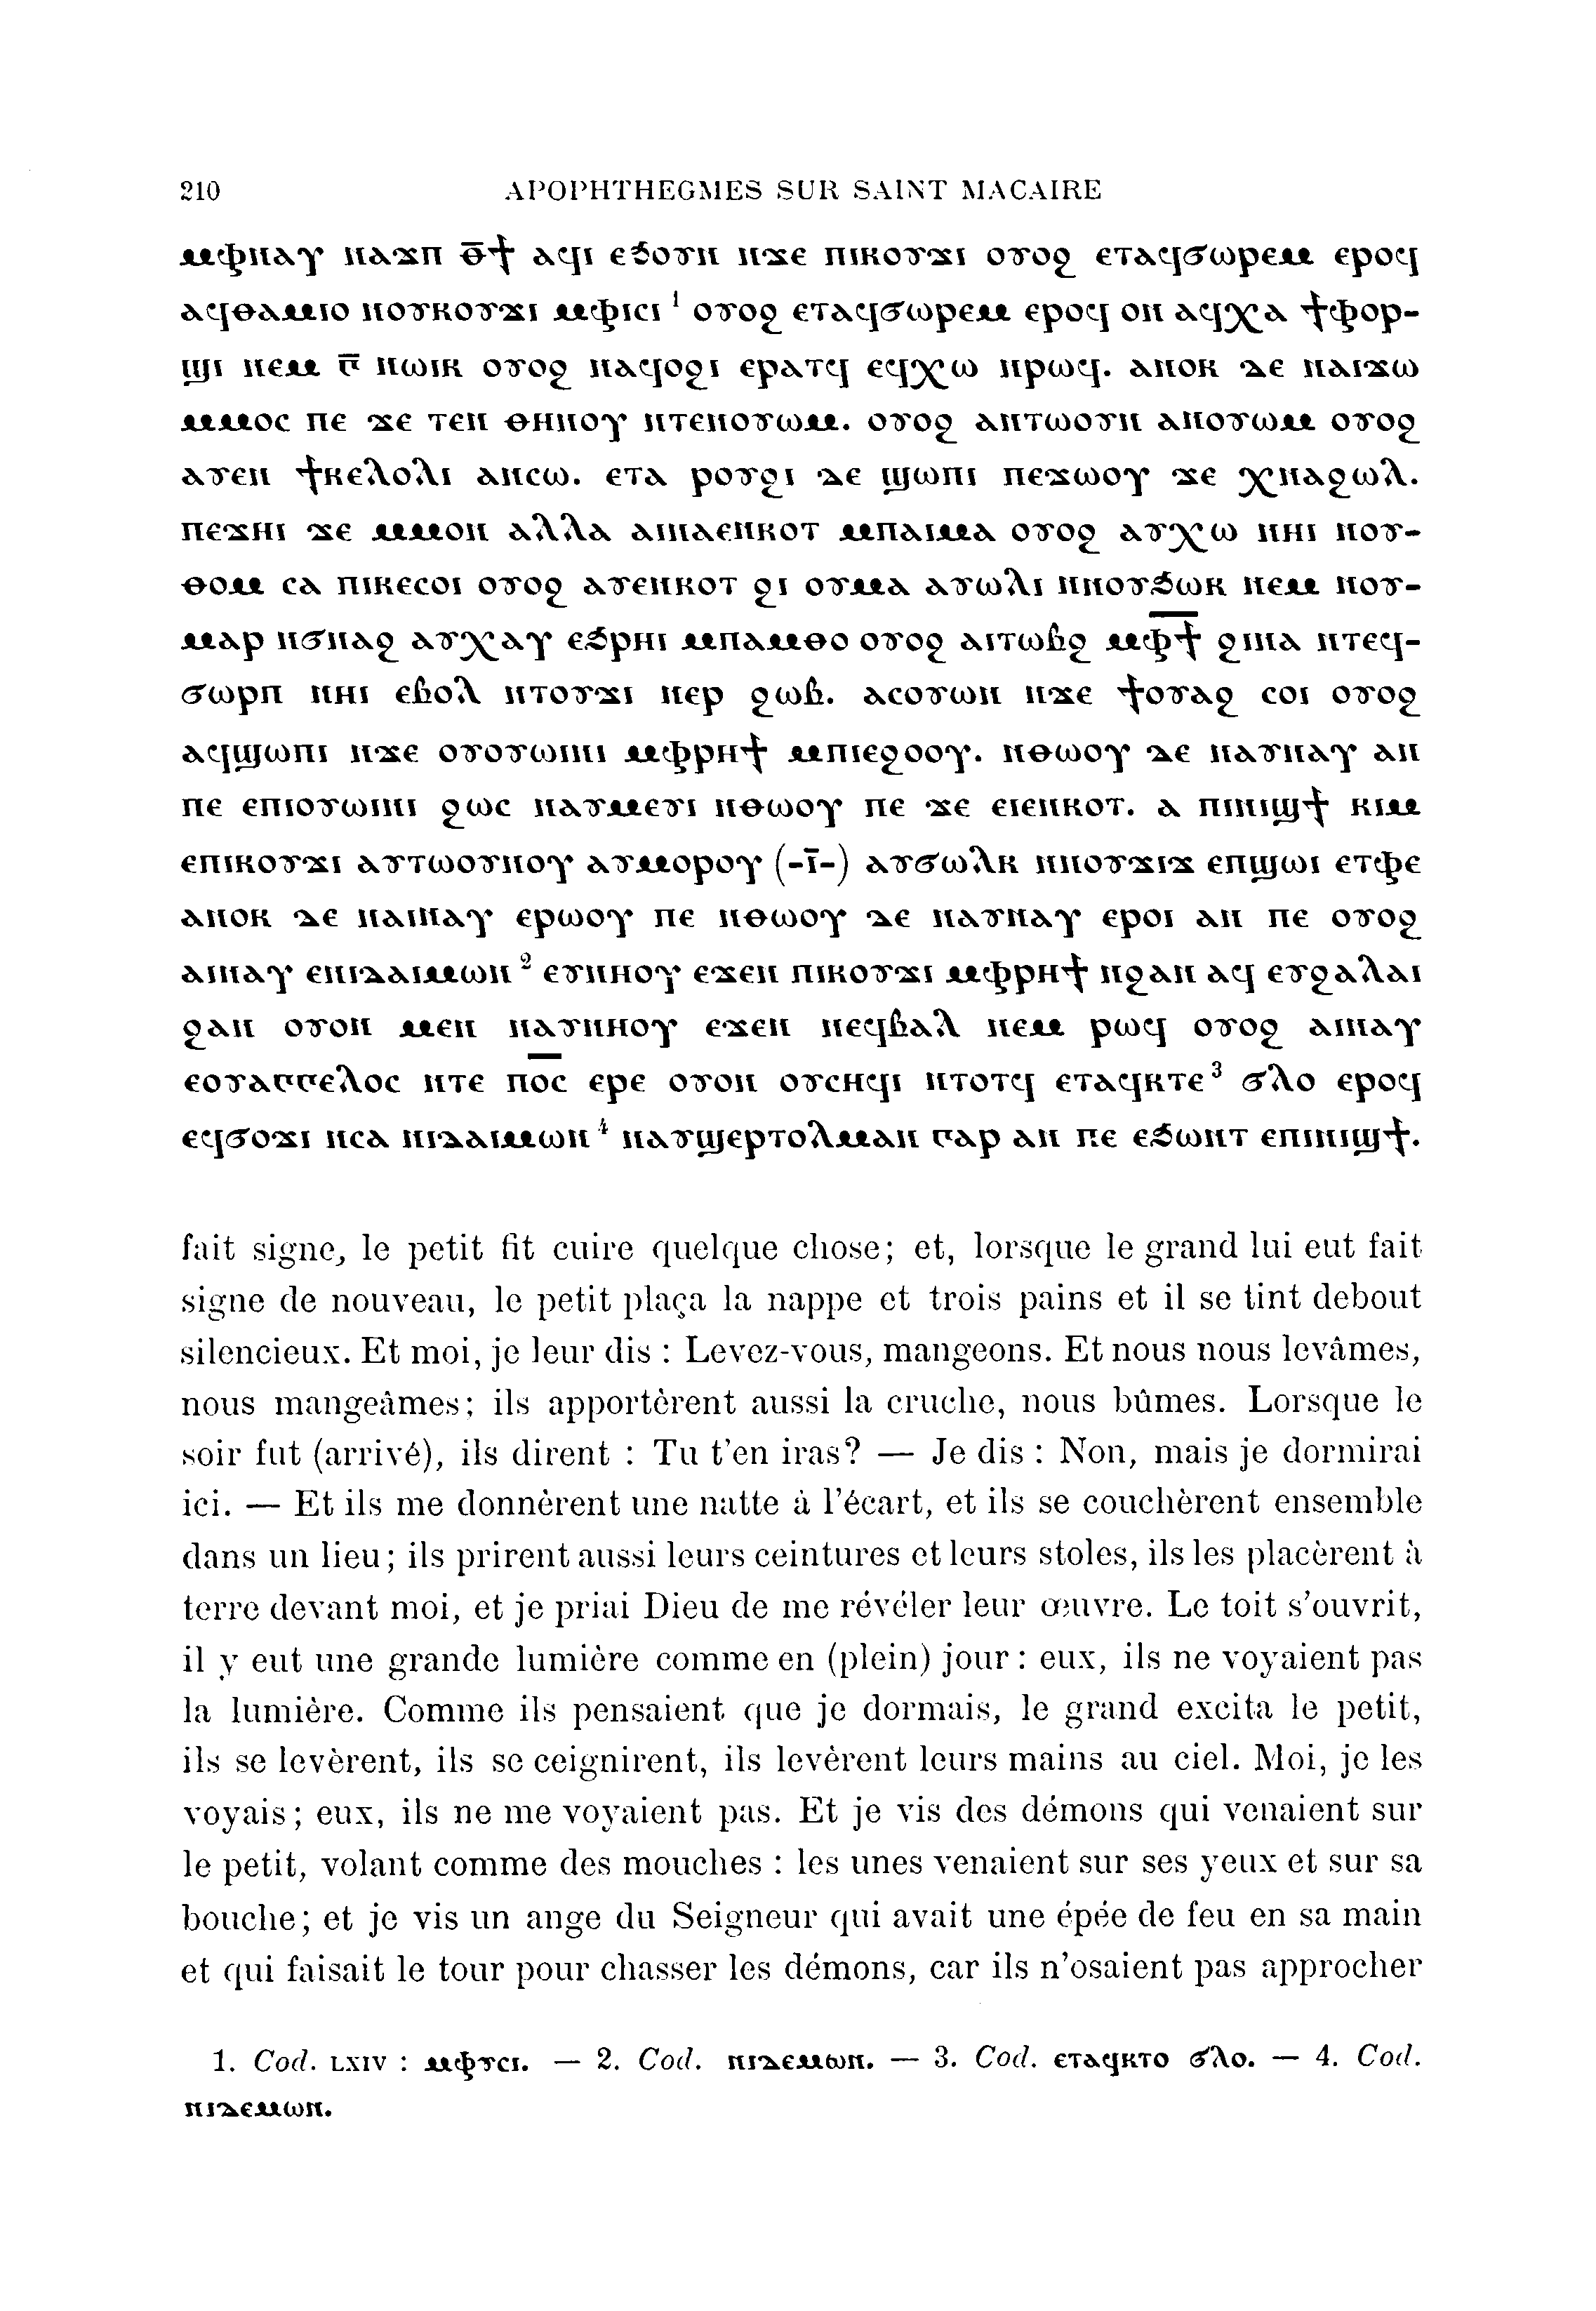 210 APOPHTHEGMES SUR SAINT MACAIRE
ⲙⲫⲛⲁⲩ ⲛⲁϫⲡ ⲑ̄ϯ ⲁϥⲓ ⲉϧⲟⲩⲛ ⲛϫⲉ ⲡⲓⲕⲟⲩϫⲓ ⲟⲩⲟϩ ⲉⲧⲁϥϭⲱⲣⲉⲙ ⲉⲣⲟϥ
ⲁϥⲑⲁⲙⲓⲟ ⲛⲟⲩⲕⲟⲩϫⲓ ⲙⲫⲓⲥⲓ ¹ ⲟⲩⲟϩ ⲉⲧⲁϥϭⲱⲣⲉⲙ ⲉⲣⲟϥ ⲟⲛ ⲁϥⲭⲁ ϯⲫⲟⲣ-
ϣⲓ ⲛⲉⲙ ⲅ̄ ⲛⲱⲓⲕ ⲟⲩⲟϩ ⲛⲁϥⲟϩⲓ ⲉⲣⲁⲧϥ ⲉϥⲭⲱ ⲛⲣⲱϥ. ⲁⲛⲟⲕ ⲇⲉ ⲛⲁⲓϫⲱ
ⲙⲙⲟⲥ ⲡⲉ ϫⲉ ⲧⲉⲛ ⲑⲏⲛⲟⲩ ⲛⲧⲉⲛⲟⲩⲱⲙ. ⲟⲩⲟϩ ⲁⲛⲧⲱⲟⲩⲛ ⲁⲛⲟⲩⲱⲙ ⲟⲩⲟϩ
ⲁⲩⲉⲛ ϯⲕⲉⲗⲟⲗⲓ ⲁⲛⲥⲱ. ⲉⲧⲁ ⲣⲟⲩϩⲓ ⲇⲉ ϣⲱⲡⲓ ⲡⲉϫⲱⲟⲩ ϫⲉ ⲭⲛⲁϩⲱⲗ.
ⲡⲉϫⲏⲓ ϫⲉ ⲙⲙⲟⲛ ⲁⲗⲗⲁ ⲁⲓⲛⲁⲉⲛⲕⲟⲧ ⲙⲡⲁⲓⲙⲁ ⲟⲩⲟϩ ⲁⲩⲭⲱ ⲛⲏⲓ ⲛⲟⲩ-
ⲑⲟⲙ ⲥⲁ ⲡⲓⲕⲉⲥⲟⲓ ⲟⲩⲟϩ ⲁⲩⲉⲛⲕⲟⲧ ϩⲓ ⲟⲩⲙⲁ ⲁⲩⲱⲗⲓ ⲛⲛⲟⲩϧⲱⲕ ⲛⲉⲙ ⲛⲟⲩ-
ⲙⲁⲣ ⲛϭⲛⲁϩ ⲁⲩⲭⲁⲩ ⲉϧⲣⲏⲓ ⲙⲡⲁⲙⲑⲟ ⲟⲩⲟϩ ⲁⲓⲧⲱⲃϩ ⲙⲫ̅ϯ̅ ϩⲓⲛⲁ ⲛⲧⲉϥ-
ϭⲱⲣⲡ ⲛⲏⲓ ⲉⲃⲟⲗ ⲛⲧⲟⲩϫⲓ ⲛⲉⲣ ϩⲱⲃ. ⲁⲥⲟⲩⲱⲛ ⲛϫⲉ ϯⲟⲩⲁϩ ⲥⲟⲓ ⲟⲩⲟϩ
ⲁϥϣⲱⲡⲓ ⲛϫⲉ ⲟⲩⲟⲩⲱⲓⲛⲓ ⲙⲫⲣⲏϯ ⲙⲡⲓⲉϩⲟⲟⲩ. ⲛⲑⲱⲟⲩ ⲇⲉ ⲛⲁⲩⲛⲁⲩ ⲁⲛ
ⲡⲉ ⲉⲡⲓⲟⲩⲱⲓⲛⲓ ϩⲱⲥ ⲛⲁⲩⲙⲉⲩⲓ ⲛⲑⲱⲟⲩ ⲡⲉ ϫⲉ ⲉⲓⲉⲛⲕⲟⲧ. ⲁ ⲡⲓⲛⲓϣϯ ⲕⲓⲙ
ⲉⲡⲓⲕⲟⲩϫⲓ ⲁⲩⲧⲱⲟⲩⲛⲟⲩ ⲁⲩⲙⲟⲣⲟⲩ (-ⲓ̄-) ⲁⲩϭⲱⲗⲕ ⲛⲛⲟⲩϫⲓϫ ⲉⲡϣⲱⲓ ⲉⲧⲫⲉ
ⲁⲛⲟⲕ ⲇⲉ ⲛⲁⲓⲛⲁⲩ ⲉⲣⲱⲟⲩ ⲡⲉ ⲛⲑⲱⲟⲩ ⲇⲉ ⲛⲁⲩⲛⲁⲩ ⲉⲣⲟⲓ ⲁⲛ ⲡⲉ ⲟⲩⲟϩ
ⲁⲓⲛⲁⲩ ⲉⲛⲓⲇⲁⲓⲙⲱⲛ ² ⲉⲩⲛⲏⲟⲩ ⲉϫⲉⲛ ⲡⲓⲕⲟⲩϫⲓ ⲙⲫⲣⲏϯ ⲛϩⲁⲛ ⲁϥ ⲉⲩϩⲁⲗⲁⲓ
ϩⲁⲛ ⲟⲩⲟⲛ ⲙⲉⲛ ⲛⲁⲩⲛⲏⲟⲩ ⲉϫⲉⲛ ⲛⲉϥⲃⲁⲗ ⲛⲉⲙ ⲣⲱϥ ⲟⲩⲟϩ ⲁⲓⲛⲁⲩ
ⲉⲟⲩⲁⲅⲅⲉⲗⲟⲥ ⲛⲧⲉ ⲡⲟ̅ⲥ ⲉⲣⲉ ⲟⲩⲟⲛ ⲟⲩⲥⲏϥⲓ ⲛⲧⲟⲧϥ ⲉⲧⲁϥⲕⲧⲉ ³ ϭⲗⲟ ⲉⲣⲟϥ
ⲉϥϭⲟϫⲓ ⲛⲥⲁ ⲛⲓⲇⲁⲓⲙⲱⲛ ⁴ ⲛⲁⲩϣⲉⲣⲧⲟⲗⲙⲁⲛ ⲅⲁⲣ ⲁⲛ ⲡⲉ ⲉϧⲱⲛⲧ ⲉⲡⲓⲛⲓϣϯ.
fait signe, le petit fit cuire quelque chose; et, lorsque le grand lui eut fait
signe de nouveau, le petit plaça la nappe et trois pains et il se tint debout
silencieux. Et moi, je leur dis : Levez-vous, mangeons. Et nous nous levâmes,
nous mangeâmes; ils apportèrent aussi la cruche, nous bûmes. Lorsque le
soir fut (arrivé), ils dirent : Tu t'en iras? — Je dis : Non, mais je dormirai
ici. — Et ils me donnèrent une natte à l'écart, et ils se couchèrent ensemble
dans un lieu; ils prirent aussi leurs ceintures et leurs stoles, ils les placèrent à
terre devant moi, et je priai Dieu de me révéler leur œuvre. Le toit s'ouvrit,
il y eut une grande lumière comme en (plein) jour : eux, ils ne voyaient pas
la lumière. Comme ils pensaient que je dormais, le grand excita le petit,
ils se levèrent, ils se ceignirent, ils levèrent leurs mains au ciel. Moi, je les
voyais; eux, ils ne me voyaient pas. Et je vis des démons qui venaient sur
le petit, volant comme des mouches : les unes venaient sur ses yeux et sur sa
bouche; et je vis un ange du Seigneur qui avait une épée de feu en sa main
et qui faisait le tour pour chasser les démons, car ils n'osaient pas approcher
1. Cod. LXIV : ⲙⲫⲩⲥⲓ. — 2. Cod. ⲛⲓⲇⲉⲙⲱⲛ. — 3. Cod. ⲉⲧⲁϥⲕⲧⲟ ϭⲗⲟ. — 4. Cod.
ⲛⲓⲇⲉⲙⲱⲛ.